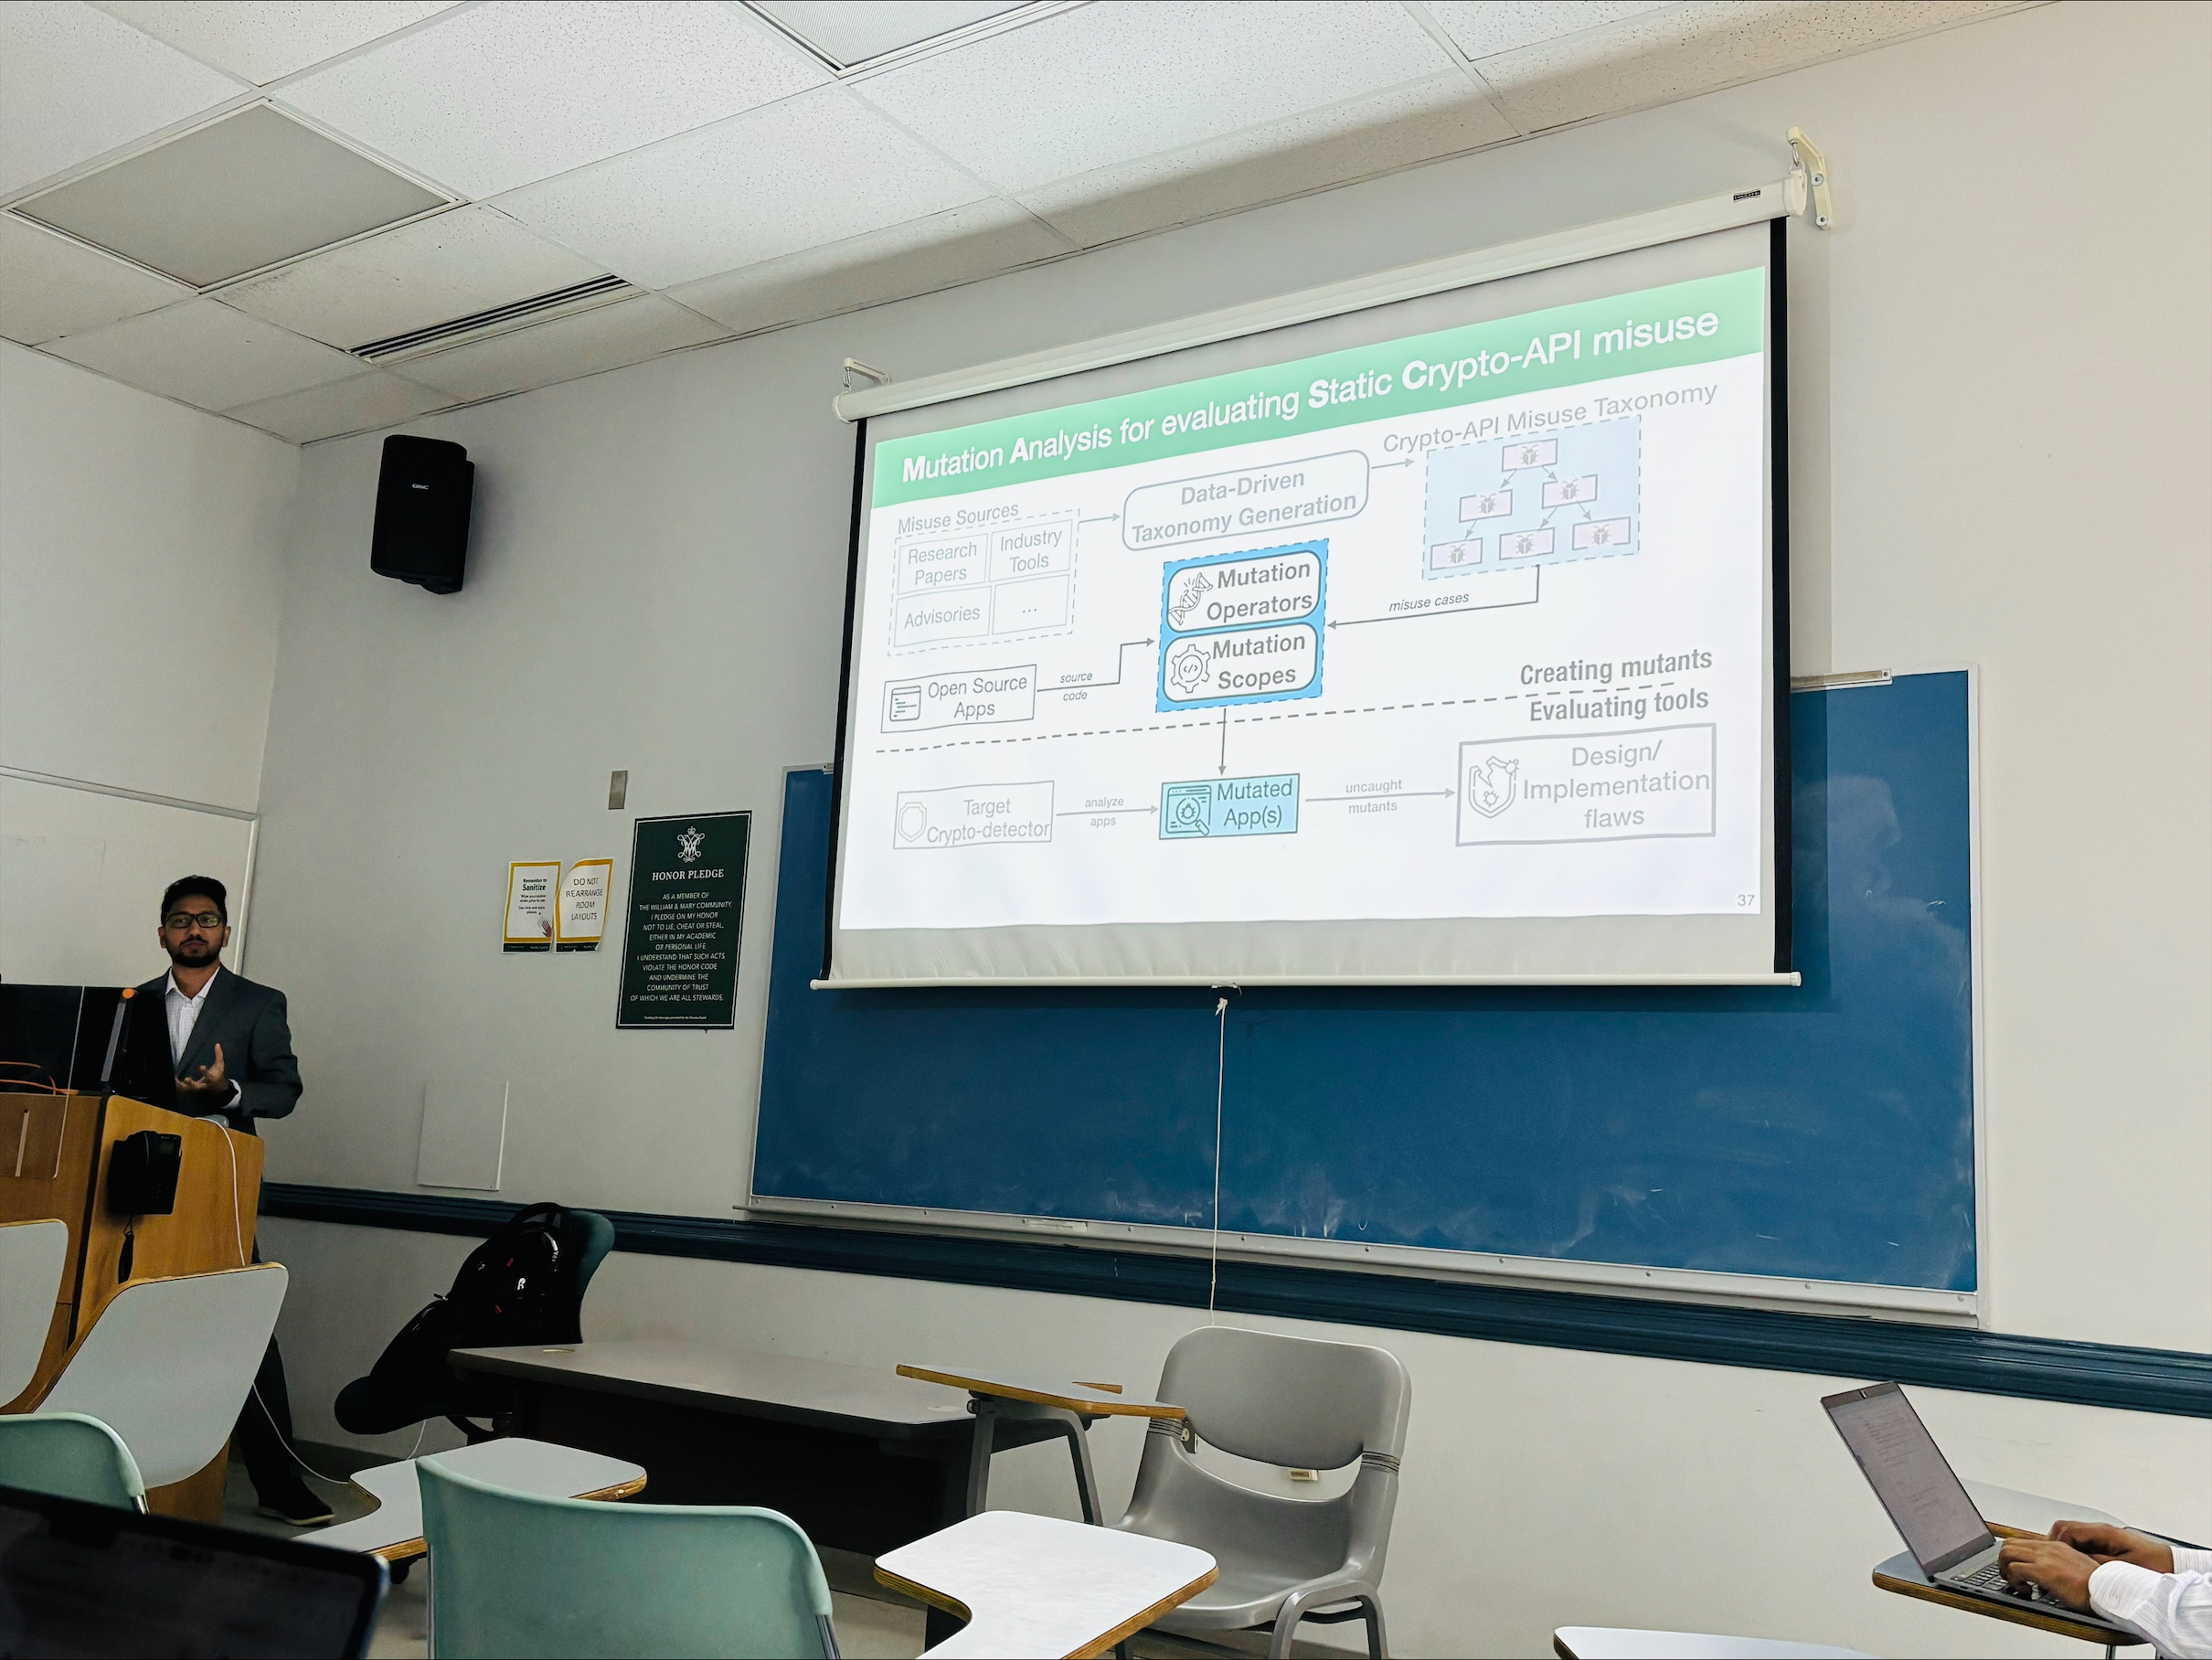 Mutation Analysis for evaluating Static Crypto-API misuse
Crypto-API Misuse Taxonomy
Misuse Sources
Research
Papers
Industry
Tools
Advisories
...
Data-Driven
Taxonomy Generation
Mutation
Operators
Mutation
Scopes
misuse cases
Open Source
Apps
source
code
Creating mutants
Evaluating tools
Target
Crypto-detector
analyze
apps
Mutated
App(s)
uncaught
mutants
Design/
Implementation
flaws
37
QSC
Remember to
Sanitize
DO NOT
REARRANGE
ROOM
LAYOUTS
HONOR PLEDGE
AS A MEMBER OF
THE WILLIAM & MARY COMMUNITY,
I PLEDGE ON MY HONOR
NOT TO LIE, CHEAT OR STEAL,
EITHER IN MY ACADEMIC
OR PERSONAL LIFE.
I UNDERSTAND THAT SUCH ACTS
VIOLATE THE HONOR CODE
AND UNDERMINE THE
COMMUNITY OF TRUST
OF WHICH WE ARE ALL STEWARDS.